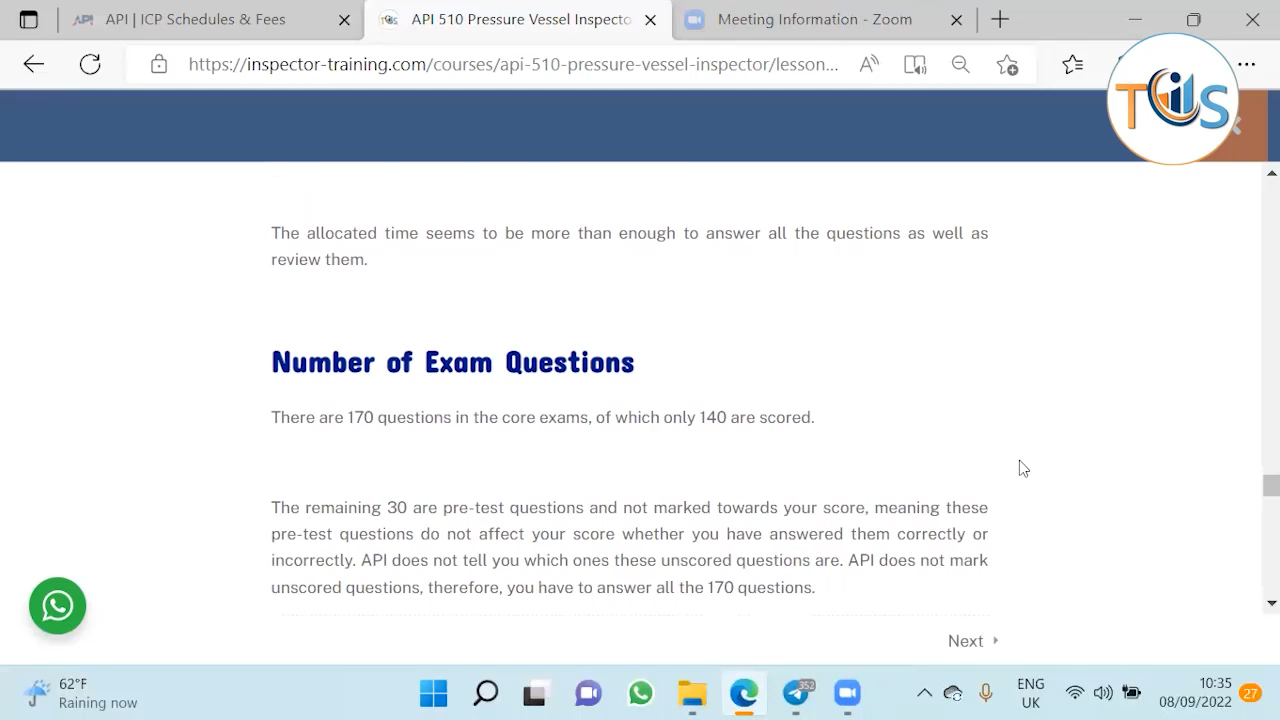 API | ICP Schedules & Fees
API 510 Pressure Vessel Inspecto
Meeting Information - Zoom
https://inspector-training.com/courses/api-510-pressure-vessel-inspector/lesson...
TIS
The allocated time seems to be more than enough to answer all the questions as well as
review them.
Number of Exam Questions
There are 170 questions in the core exams, of which only 140 are scored.
The remaining 30 are pre-test questions and not marked towards your score, meaning these
pre-test questions do not affect your score whether you have answered them correctly or
incorrectly. API does not tell you which ones these unscored questions are. API does not mark
unscored questions, therefore, you have to answer all the 170 questions.
Next
62°F
Raining now
352
ENG
UK
10:35
08/09/2022
27